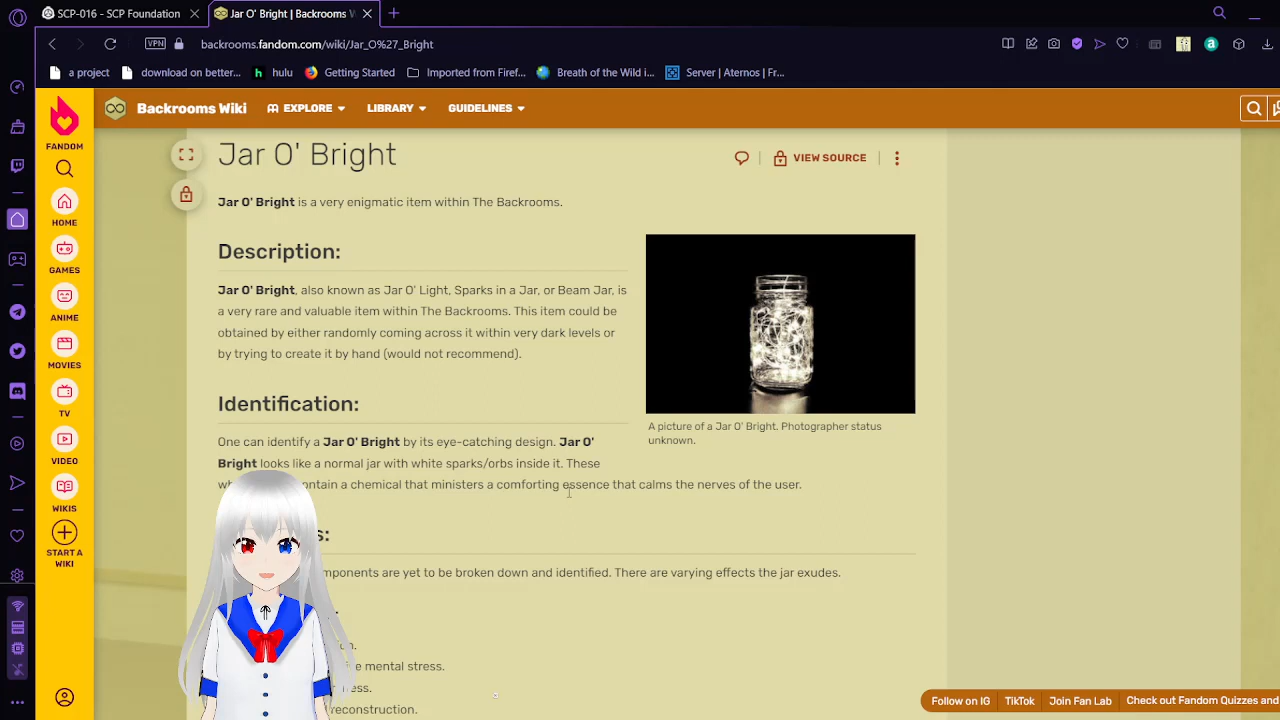 SCP-016 | SCP Foundation
Jar O' Bright | Backrooms W
VPN
backrooms.fandom.com/wiki/Jar_O%27_Bright
a project
download on better...
hulu
Getting Started
Imported from Firef...
Breath of the Wild i...
Server | Aternos | Fr...
FANDOM
HOME
GAMES
ANIME
MOVIES
TV
VIDEO
WIKIS
START A
WIKI
Backrooms Wiki
EXPLORE
LIBRARY
GUIDELINES
Jar O' Bright
VIEW SOURCE
Jar O' Bright is a very enigmatic item within The Backrooms.
Description:
Jar O' Bright, also known as Jar O' Light, Sparks in a Jar, or Beam Jar, is
a very rare and valuable item within The Backrooms. This item could be
obtained by either randomly coming across it within very dark levels or
by trying to create it by hand (would not recommend).
A picture of a Jar O' Bright. Photographer status
unknown.
Identification:
One can identify a Jar O' Bright by its eye-catching design. Jar O'
Bright looks like a normal jar with white sparks/orbs inside it. These
a chemical that ministers a comforting essence that calms the nerves of the user.
are yet to be broken down and identified. There are varying effects the jar exudes.
mental stress.
reconstruction.
Follow on IG
TikTok
Join Fan Lab
Check out Fandom Quizzes and